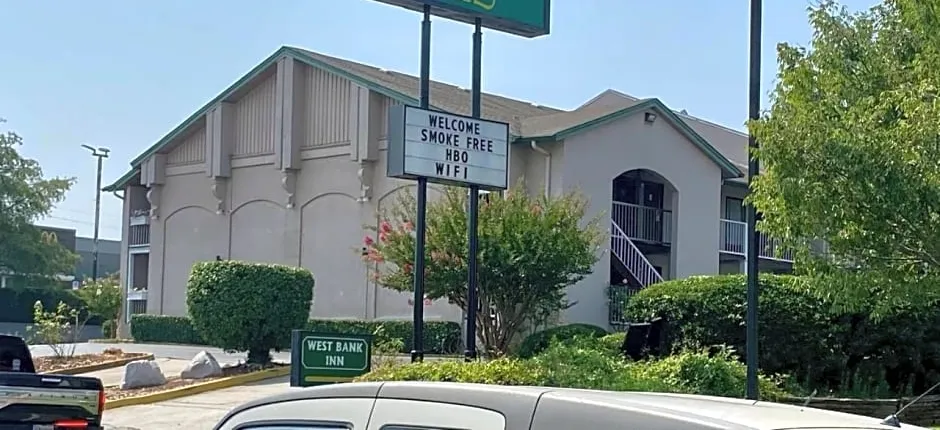 WELCOME
SMOKE FREE
HBO
WIFI
WEST BANK
INN